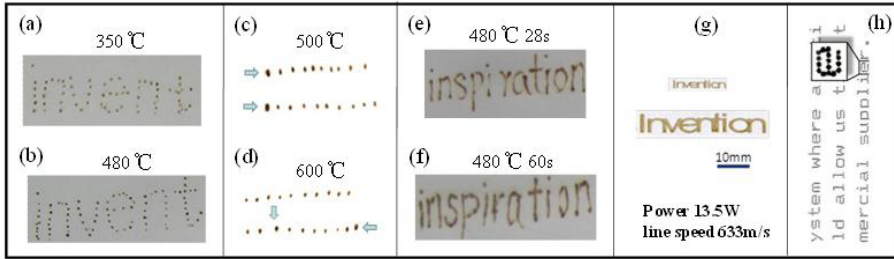 (a)
350 ℃
invent
(b)
480 ℃
invent
(c)
500 ℃
(d)
600 ℃
(e)
480 ℃ 28s
inspiration
(f)
480 ℃ 60s
inspiration
(g)
Invention
Invention
10mm
Power 13.5W
line speed 633m/s
(h)
ystem where a
ld allow us t t
mercial supplier.